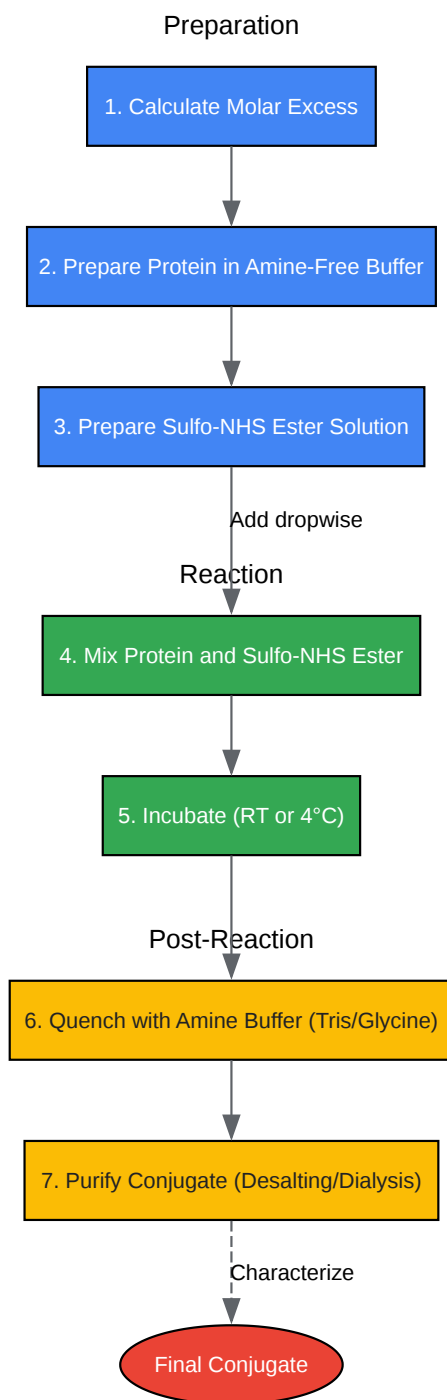 Preparation
1. Calculate Molar Excess
2. Prepare Protein in Amine-Free Buffer
3. Prepare Sulfo-NHS Ester Solution
Add dropwise
Reaction
4. Mix Protein and Sulfo-NHS Ester
5. Incubate (RT or 4°C)
Post-Reaction
6. Quench with Amine Buffer (Tris/Glycine)
7. Purify Conjugate (Desalting/Dialysis)
Characterize
Final Conjugate